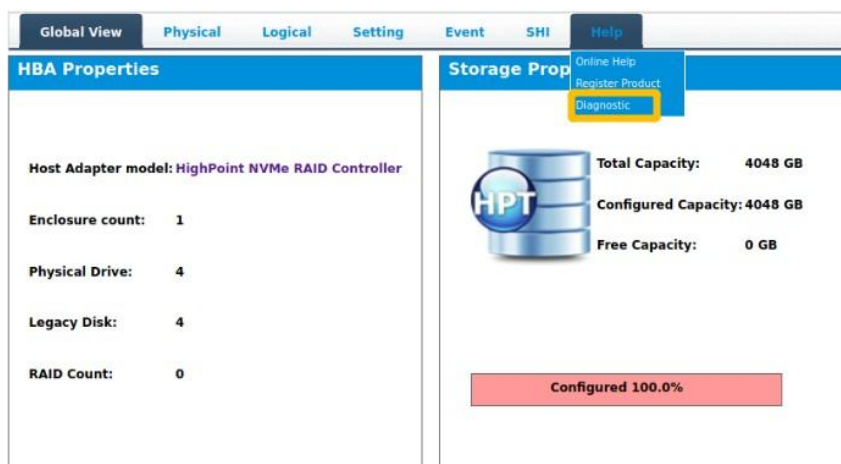 Global View Physical Logical Setting Event SHI Help
Online Help
Register Product
Diagnostic
HBA Properties
Host Adapter model: HighPoint NVMe RAID Controller
Enclosure count: 1
Physical Drive: 4
Legacy Disk: 4
RAID Count: 0
Storage Prop
HPT
Total Capacity: 4048 GB
Configured Capacity: 4048 GB
Free Capacity: 0 GB
Configured 100.0%